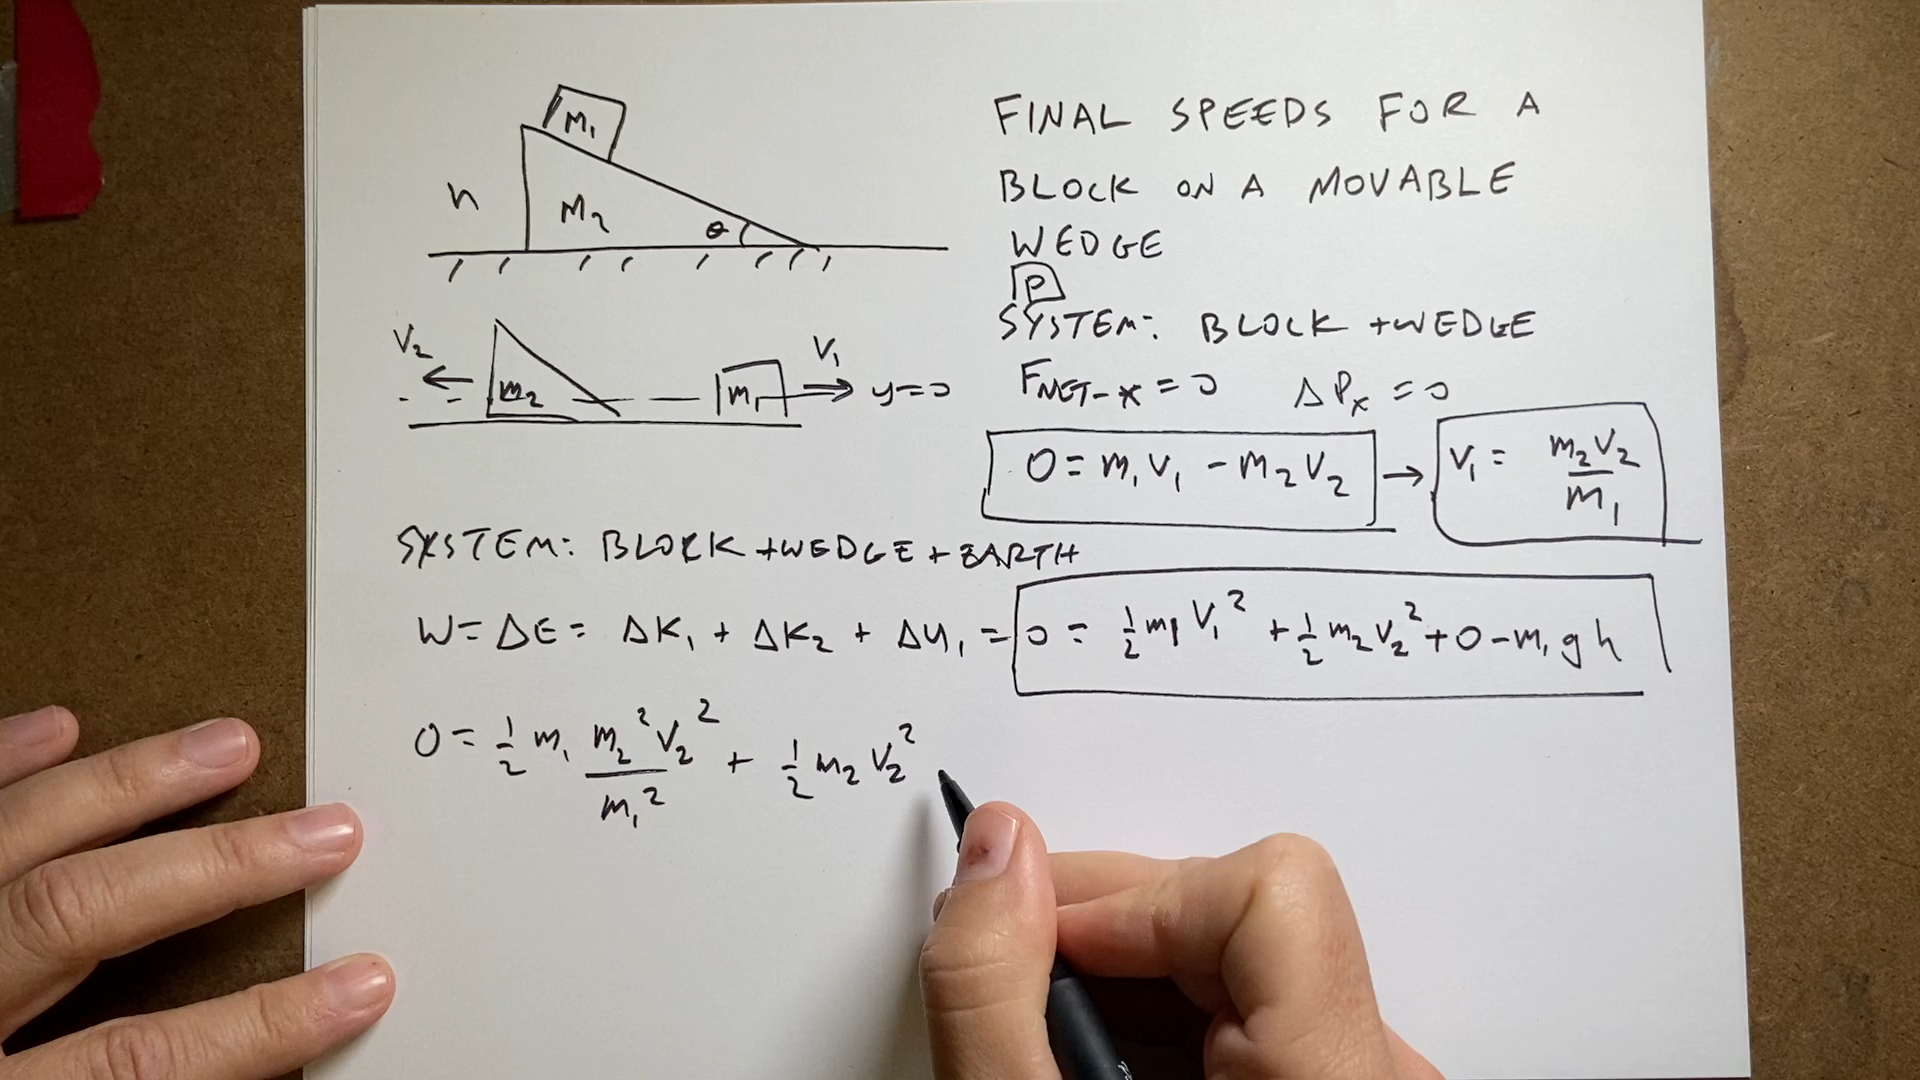 FINAL SPEEDS FOR A
BLOCK ON A MOVABLE
WEDGE
m₁
h
m₂
θ
P
SYSTEM: BLOCK + WEDGE
F_NET-x = 0 ΔPₓ = 0
0 = m₁v₁ - m₂v₂ → v₁ = m₂v₂/m₁
v₂
m₂
m₁
v₁
y=0
SYSTEM: BLOCK + WEDGE + EARTH
W = ΔE = ΔK₁ + ΔK₂ + ΔU₁ = 0 = ½m₁v₁² + ½m₂v₂² + 0 - m₁gh
0 = ½m₁ m₂²v₂²/m₁² + ½m₂v₂²